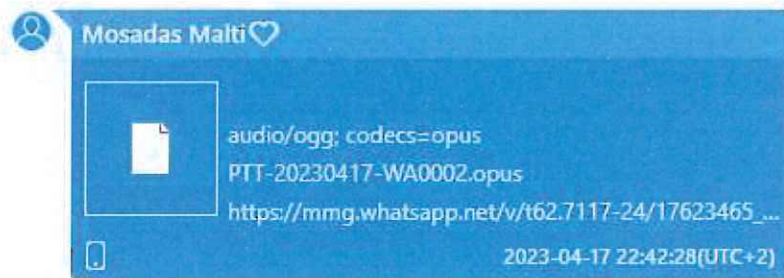 Mosadas Malti♡
audio/ogg; codecs=opus
PTT-20230417-WA0002.opus
https://mmg.whatsapp.net/v/t62.7117-24/17623465_...
2023-04-17 22:42:28(UTC+2)